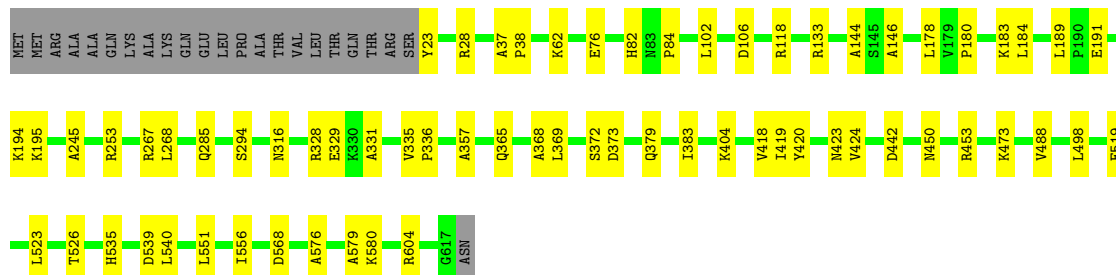 MET MET ARG ALA ALA GLN LYS ALA LYS GLN GLU LEU PRO ALA THR VAL LEU THR GLN THR ARG SER Y23 R28 A37 P38 K62 E76 H82 N83 P84 L102 D106 R118 R133 A144 S145 A146 L178 V179 P180 K183 L184 L189 P190 E191
K194 K195 A245 R253 R267 L268 Q285 S294 N316 R328 E329 K330 A331 V335 P336 A357 Q365 A368 L369 S372 D373 Q379 I383 K404 V418 I419 Y420 N423 V424 D442 N450 R453 K473 V488 L498 E519
L523 T526 H535 D539 L540 L551 I556 D568 A576 A579 K580 R604 G617 ASN